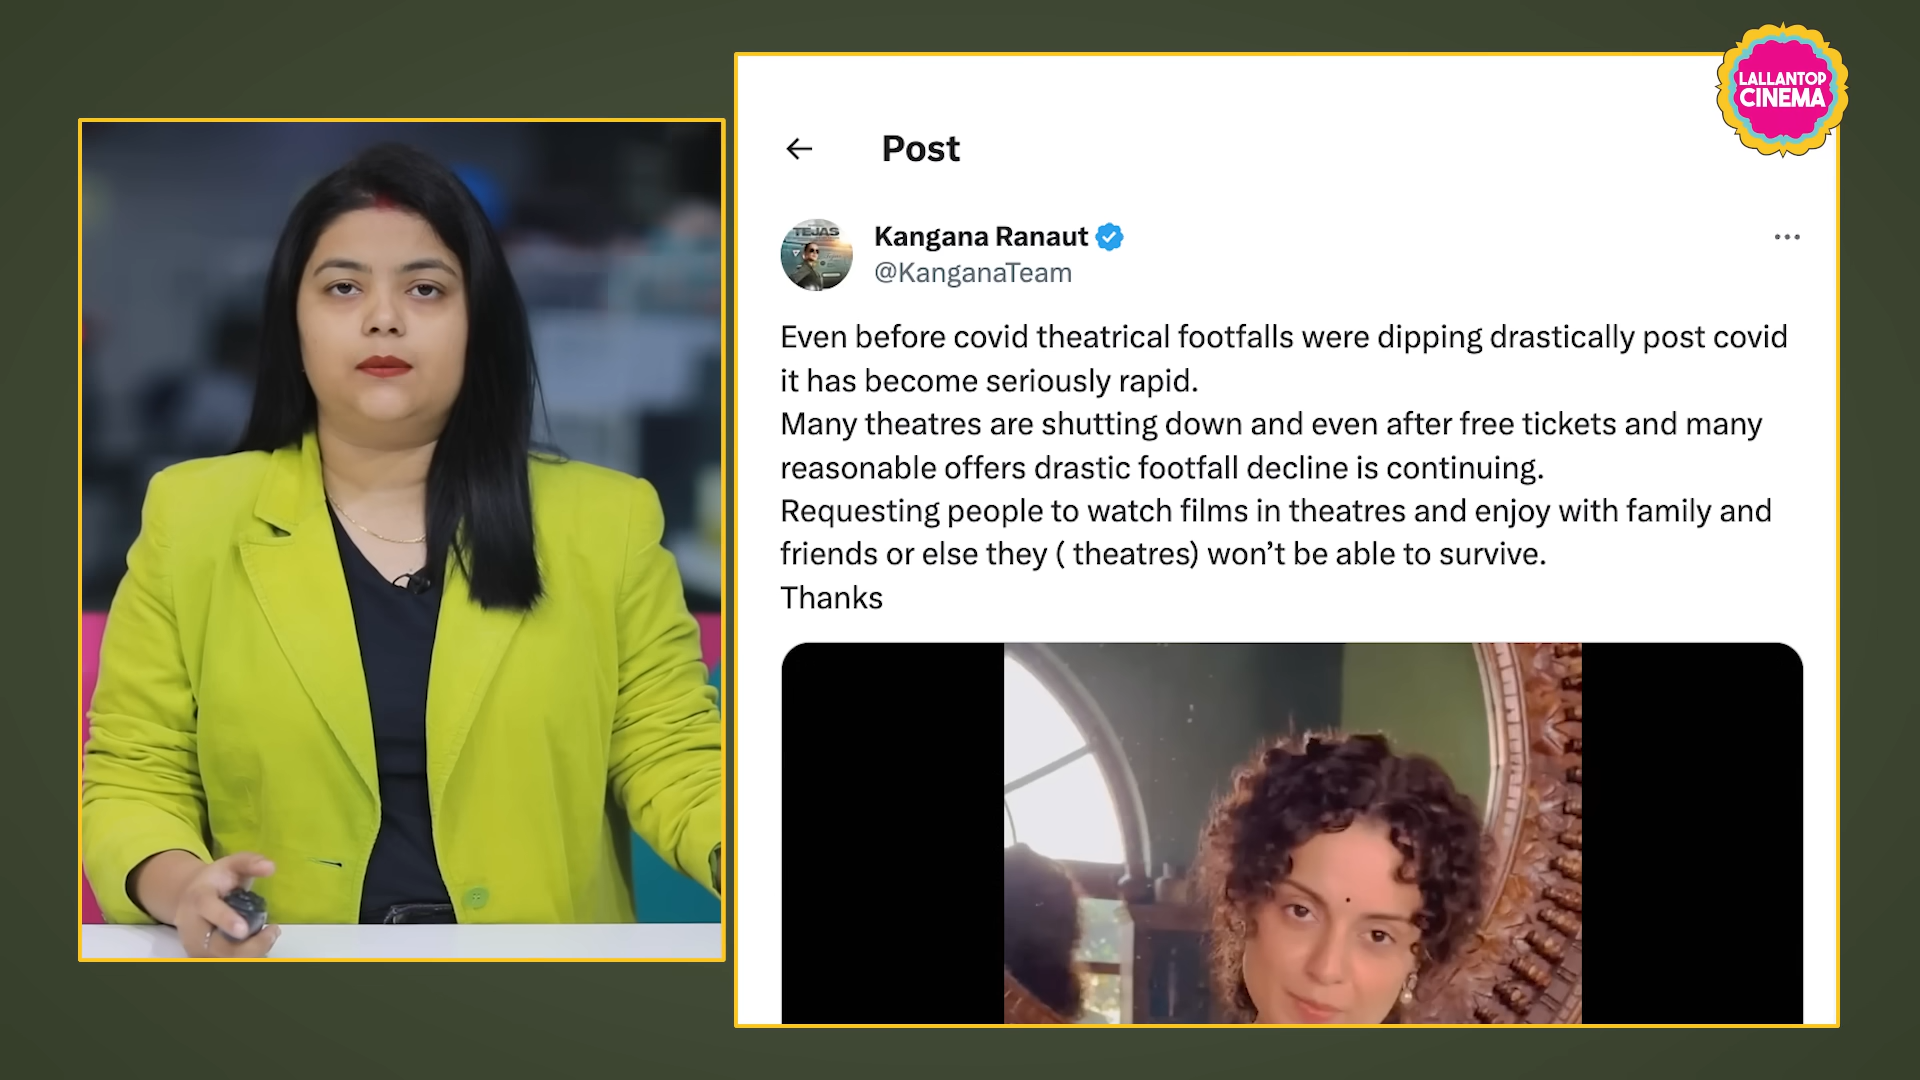 LALLANTOP
CINEMA
Post
TEJAS
Kangana Ranaut
@KanganaTeam
Even before covid theatrical footfalls were dipping drastically post covid
it has become seriously rapid.
Many theatres are shutting down and even after free tickets and many
reasonable offers drastic footfall decline is continuing.
Requesting people to watch films in theatres and enjoy with family and
friends or else they ( theatres) won’t be able to survive.
Thanks